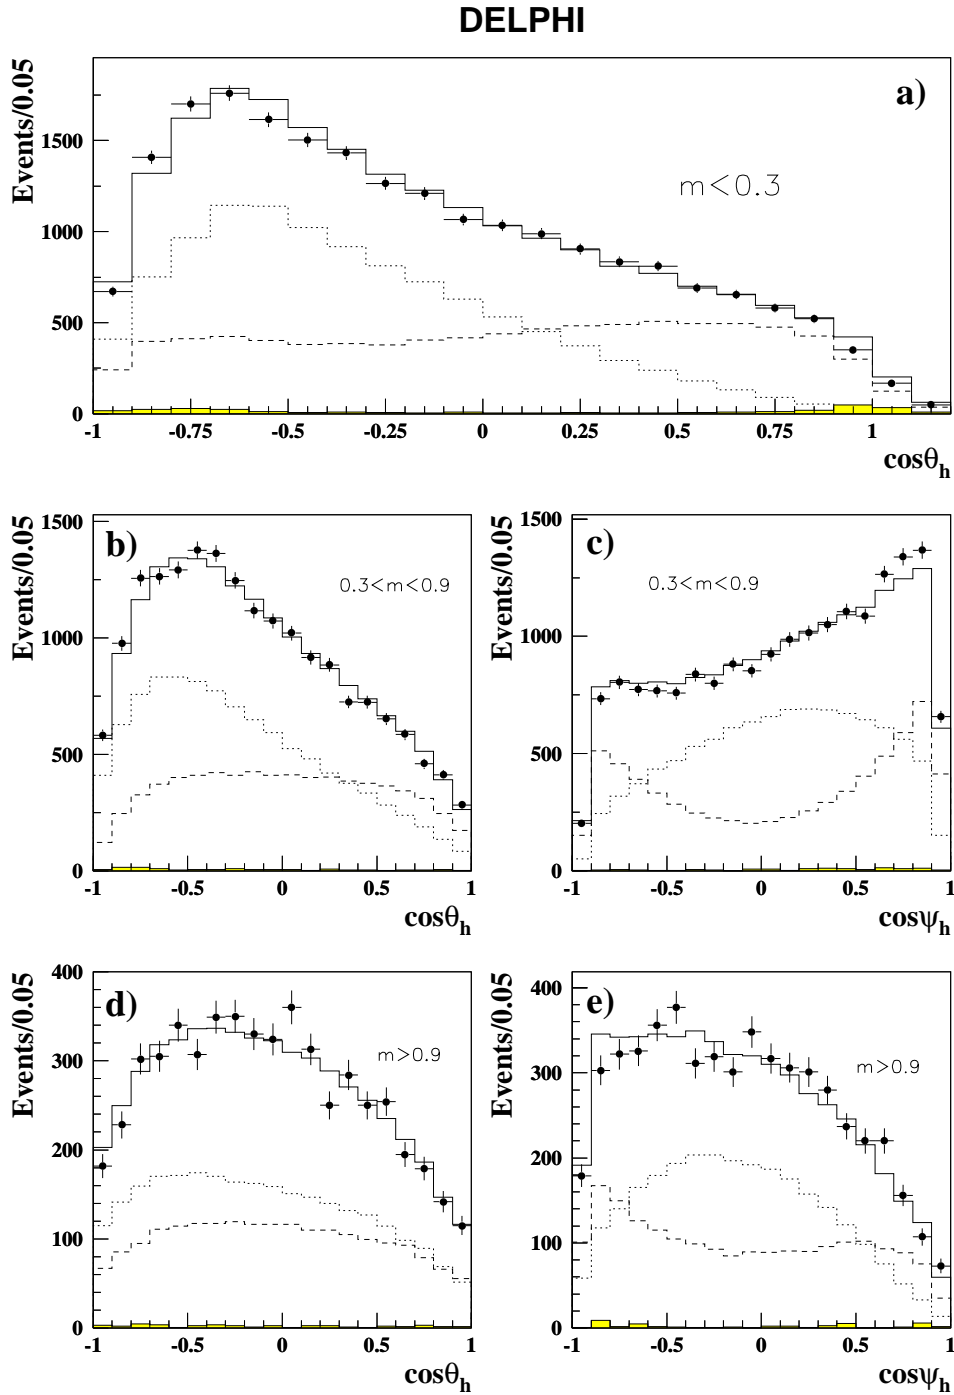 DELPHI
a)
Events/0.05
m<0.3
1500
1000
500
0
-1 -0.75 -0.5 -0.25 0 0.25 0.5 0.75 1
cosθh
b)
Events/0.05
0.3<m<0.9
1500
1000
500
0
-1 -0.5 0 0.5 1
cosθh
c)
Events/0.05
0.3<m<0.9
1500
1000
500
0
-1 -0.5 0 0.5 1
cosψh
d)
Events/0.05
m>0.9
400
300
200
100
0
-1 -0.5 0 0.5 1
cosθh
e)
Events/0.05
m>0.9
400
300
200
100
0
-1 -0.5 0 0.5 1
cosψh